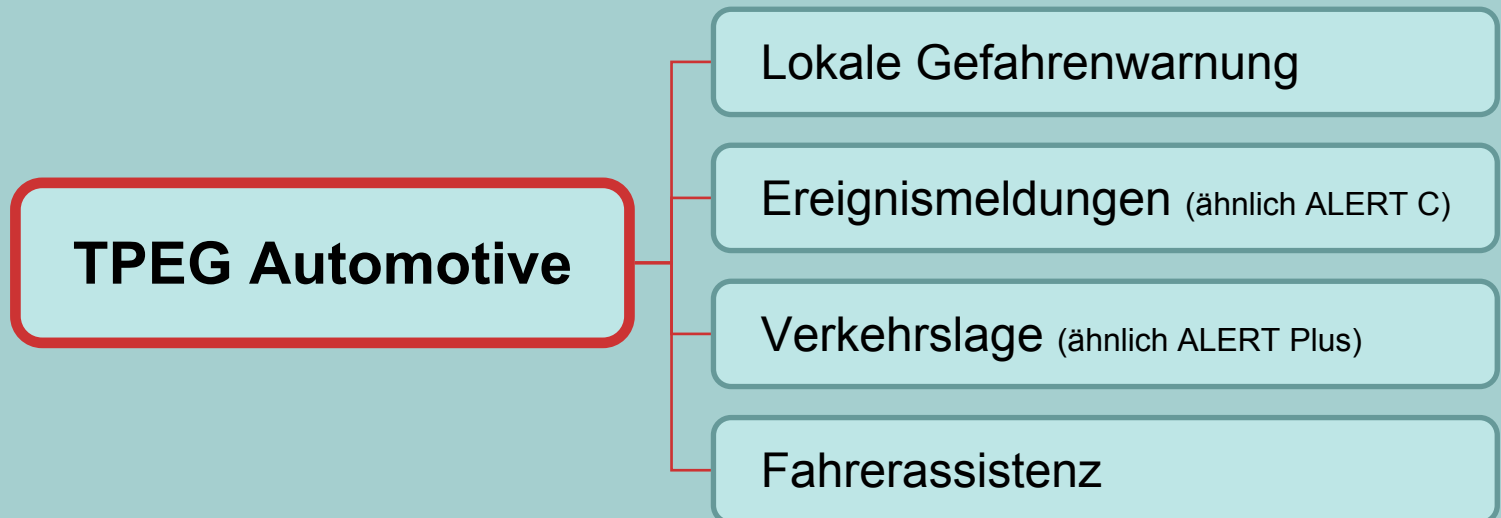 Lokale Gefahrenwarnung
Ereignismeldungen (ähnlich ALERT C)
TPEG Automotive
Verkehrslage (ähnlich ALERT Plus)
Fahrerassistenz